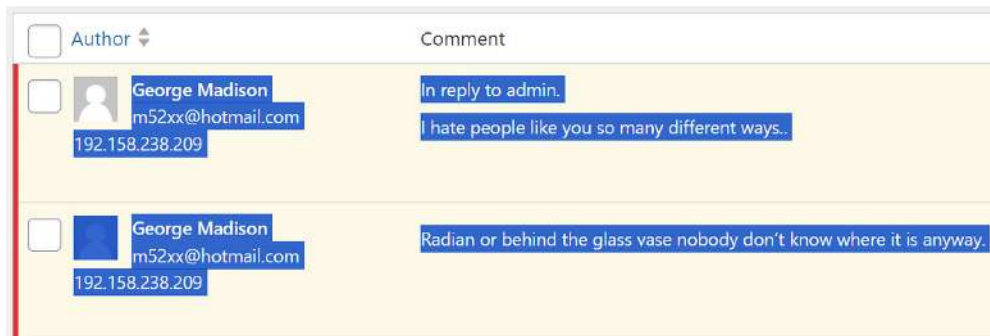 Author Comment
George Madison
m52xx@hotmail.com
192.158.238.209
In reply to admin.
I hate people like you so many different ways..
George Madison
m52xx@hotmail.com
192.158.238.209
Radian or behind the glass vase nobody don't know where it is anyway.